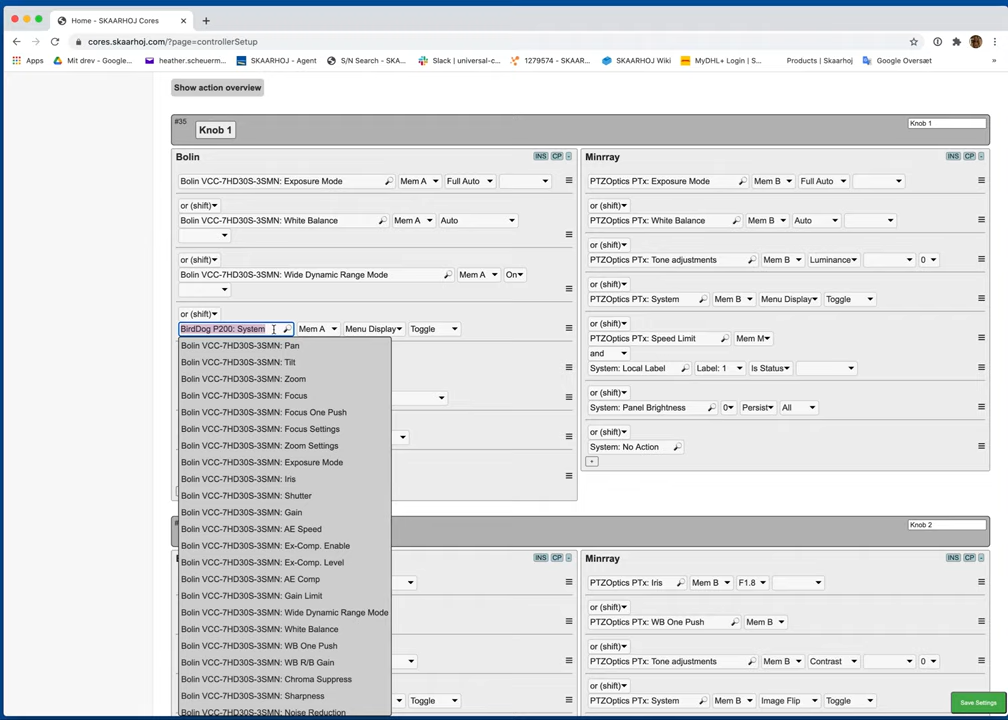 Home - SKAARHOJ Cores
cores.skaarhoj.com/?page=controllerSetup
Apps Mit drev - Google... heather.scheuerm... SKAARHOJ - Agent S/N Search - SKA... Slack | universal-c... 1279574 - SKAAR... SKAARHOJ Wiki MyDHL+ Login | S... Products | Skaarhoj Google Oversæt »
Show action overview
#35 Knob 1 Knob 1
Bolin INS CP -
Bolin VCC-7HD30S-3SMN: Exposure Mode Mem A Full Auto
or (shift)
Bolin VCC-7HD30S-3SMN: White Balance Mem A Auto
or (shift)
Bolin VCC-7HD30S-3SMN: Wide Dynamic Range Mode Mem A On
or (shift)
BirdDog P200: System Mem A Menu Display Toggle
Bolin VCC-7HD30S-3SMN: Pan
Bolin VCC-7HD30S-3SMN: Tilt
Bolin VCC-7HD30S-3SMN: Zoom
Bolin VCC-7HD30S-3SMN: Focus
Bolin VCC-7HD30S-3SMN: Focus One Push
Bolin VCC-7HD30S-3SMN: Focus Settings
Bolin VCC-7HD30S-3SMN: Zoom Settings
Bolin VCC-7HD30S-3SMN: Exposure Mode
Bolin VCC-7HD30S-3SMN: Iris
Bolin VCC-7HD30S-3SMN: Shutter
Bolin VCC-7HD30S-3SMN: Gain
Bolin VCC-7HD30S-3SMN: AE Speed
Bolin VCC-7HD30S-3SMN: Ex-Comp. Enable
Bolin VCC-7HD30S-3SMN: Ex-Comp. Level
Bolin VCC-7HD30S-3SMN: AE Comp
Bolin VCC-7HD30S-3SMN: Gain Limit
Bolin VCC-7HD30S-3SMN: Wide Dynamic Range Mode
Bolin VCC-7HD30S-3SMN: White Balance
Bolin VCC-7HD30S-3SMN: WB One Push
Bolin VCC-7HD30S-3SMN: WB R/B Gain
Bolin VCC-7HD30S-3SMN: Chroma Suppress
Bolin VCC-7HD30S-3SMN: Sharpness
Bolin VCC-7HD30S-3SMN: Noise Reduction
Toggle
Minrray INS CP -
PTZOptics PTx: Exposure Mode Mem B Full Auto
or (shift)
PTZOptics PTx: White Balance Mem B Auto
or (shift)
PTZOptics PTx: Tone adjustments Mem B Luminance 0
or (shift)
PTZOptics PTx: System Mem B Menu Display Toggle
or (shift)
PTZOptics PTx: Speed Limit Mem M
and
System: Local Label Label: 1 Is Status
or (shift)
System: Panel Brightness 0 Persist All
or (shift)
System: No Action
+
Knob 2
Minrray INS CP -
PTZOptics PTx: Iris Mem B F1.8
or (shift)
PTZOptics PTx: WB One Push Mem B
or (shift)
PTZOptics PTx: Tone adjustments Mem B Contrast 0
or (shift)
PTZOptics PTx: System Mem B Image Flip Toggle
Save Settings